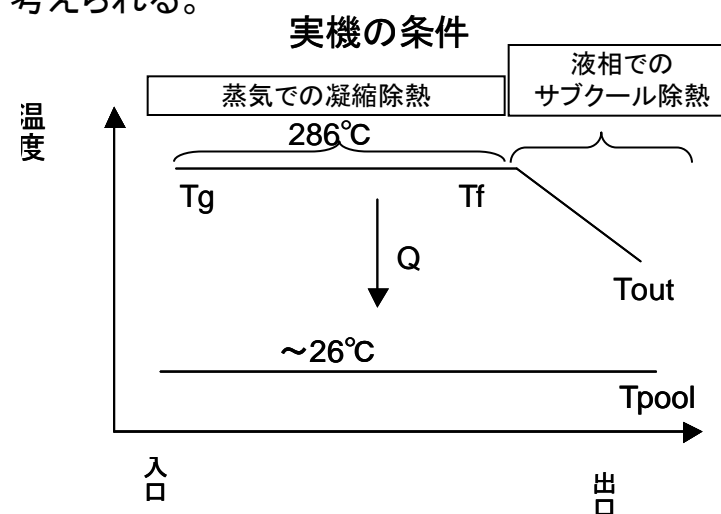 考えられる。
実機の条件
液相での
サブクール除熱
蒸気での凝縮除熱
温度
286℃
Tg
Tf
Q
Tout
～26℃
Tpool
入口
出口